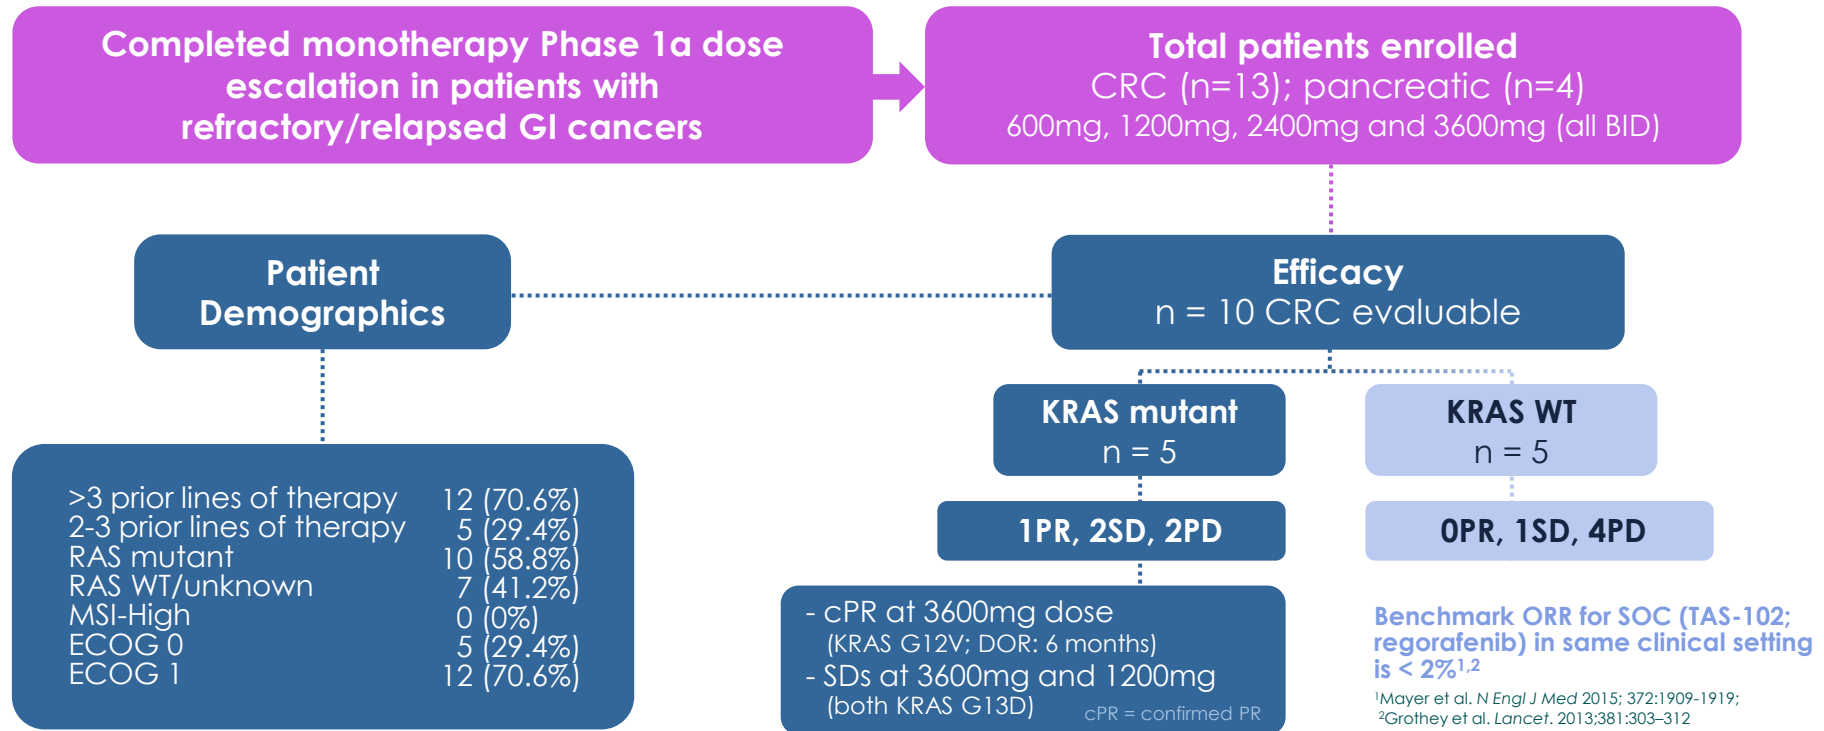 Completed monotherapy Phase 1a dose
escalation in patients with
refractory/relapsed GI cancers
Total patients enrolled
CRC (n=13); pancreatic (n=4)
600mg, 1200mg, 2400mg and 3600mg (all BID)
Patient
Demographics
Efficacy
n = 10 CRC evaluable
>3 prior lines of therapy 12 (70.6%)
2-3 prior lines of therapy 5 (29.4%)
RAS mutant 10 (58.8%)
RAS WT/unknown 7 (41.2%)
MSI-High 0 (0%)
ECOG 0 5 (29.4%)
ECOG 1 12 (70.6%)
KRAS mutant
n = 5
1PR, 2SD, 2PD
- cPR at 3600mg dose
(KRAS G12V; DOR: 6 months)
- SDs at 3600mg and 1200mg
(both KRAS G13D)
cPR = confirmed PR
KRAS WT
n = 5
0PR, 1SD, 4PD
Benchmark ORR for SOC (TAS-102;
regorafenib) in same clinical setting
is < 2%1,2
1Mayer et al. N Engl J Med 2015; 372:1909-1919;
2Grothey et al. Lancet. 2013;381:303–312